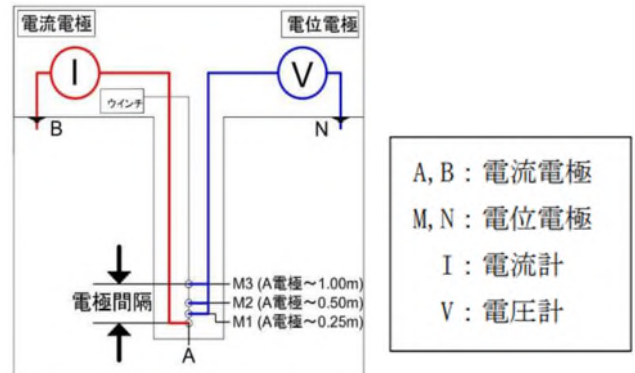 電流電極
電位電極
I
V
ウインチ
B
N
電極間隔
M3 (A電極～1.00m)
M2 (A電極～0.50m)
M1 (A電極～0.25m)
A
A,B：電流電極
M,N：電位電極
I：電流計
V：電圧計